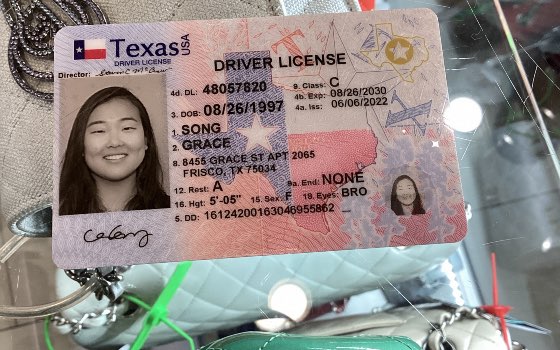 Texas
USA
DRIVER LICENSE
Director:
DRIVER LICENSE
4d. DL: 48057820 9. Class: C
4b. Exp: 08/26/2030
3. DOB: 08/26/1997 4a. Iss: 06/06/2022
1. SONG
2. GRACE
8. 8455 GRACE ST APT 2065
FRISCO, TX 75034
12. Rest: A 9a. End: NONE
16. Hgt: 5'-05" 15. Sex: F 18. Eyes: BRO
5. DD: 16124200163046955862